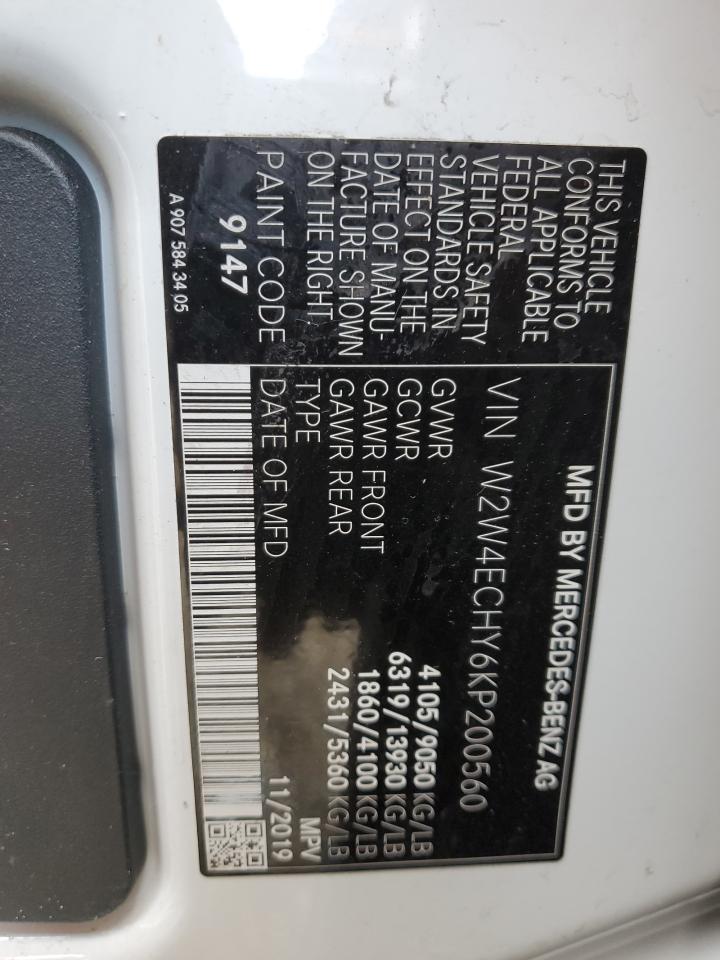 THIS VEHICLE
CONFORMS TO
ALL APPLICABLE
FEDERAL
VEHICLE SAFETY
STANDARDS IN
EFFECT ON THE
DATE OF MANU-
FACTURE SHOWN
ON THE RIGHT
PAINT CODE
9147
A 907 584 34 05
MFD BY MERCEDES-BENZ AG
VIN W2W4ECHY6KP200560
GVWR 4105/9050 KG/LB
GCWR 6319/13930 KG/LB
GAWR FRONT 1860/4100 KG/LB
GAWR REAR 2431/5360 KG/LB
TYPE MPV
DATE OF MFD 11/2019